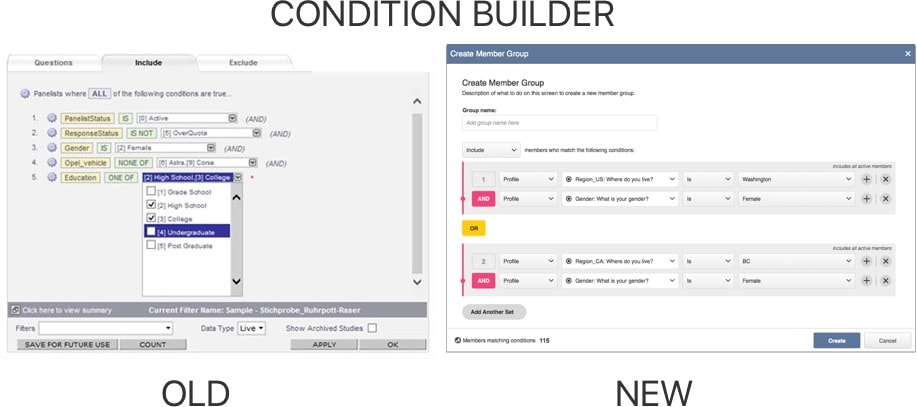 CONDITION BUILDER
Questions Include Exclude
Panelists where ALL of the following conditions are true...
1. PanelistStatus IS [0] Active (AND)
2. ResponseStatus IS NOT [5] OverQuota (AND)
3. Gender IS [2] Female (AND)
4. Opel_vehicle NONE OF [6] Astra,[9] Corsa (AND)
5. Education ONE OF [2] High School,[3] College *
[1] Grade School
[2] High School
[3] College
[4] Undergraduate
[5] Post Graduate
Click here to view summary Current Filter Name: Sample - Stichprobe_Ruhrpott-Raser
Filters Data Type Live Show Archived Studies
SAVE FOR FUTURE USE COUNT APPLY OK
OLD
Create Member Group ×
Create Member Group
Description of what to do on this screen to create a new member group.
Group name:
Add group name here
Include members who match the following conditions:
Includes all active members
1 Profile Region_US: Where do you live? Is Washington
AND Profile Gender: What is your gender? Is Female
OR
Includes all active members
2 Profile Region_CA: Where do you live? Is BC
AND Profile Gender: What is your gender? Is Female
Add Another Set
Members matching conditions 115 Create Cancel
NEW